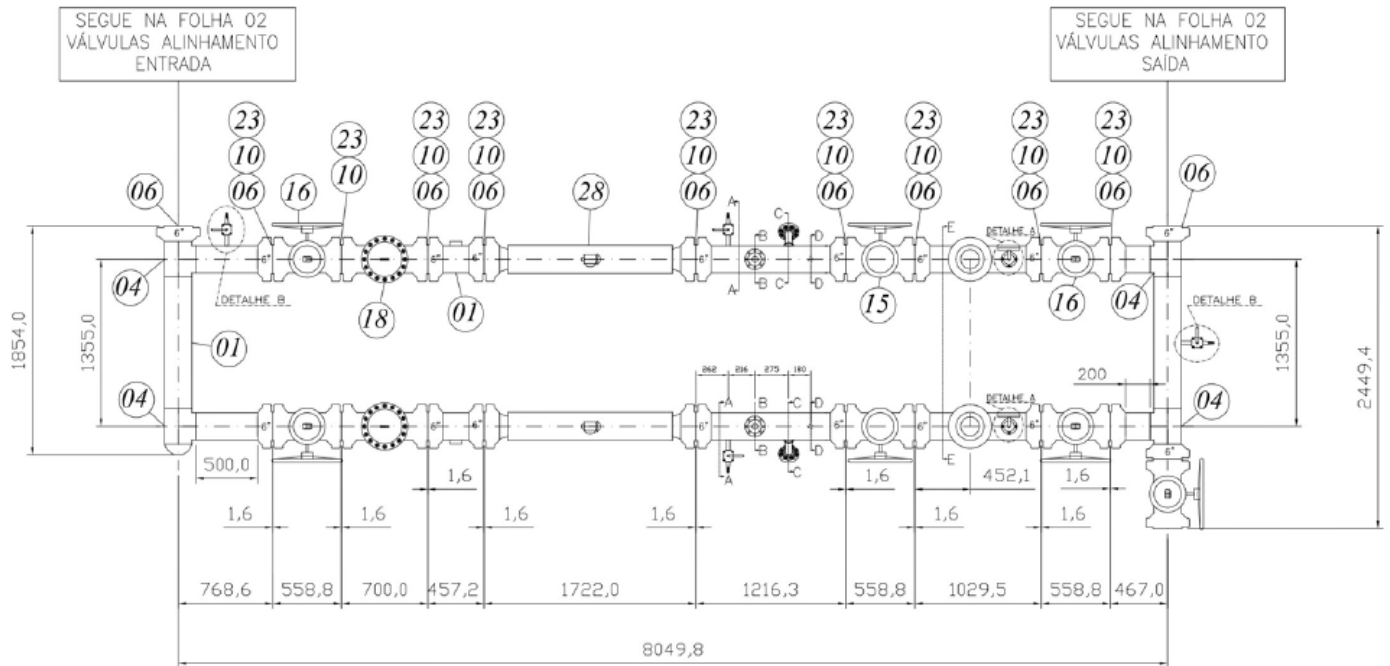 SEGUE NA FOLHA 02
VÁLVULAS ALINHAMENTO
ENTRADA
SEGUE NA FOLHA 02
VÁLVULAS ALINHAMENTO
SAÍDA
23 23 23 23 23 23 23 23
10 23 10 10 10 10 10 10 10
06 06 16 10 06 06 28 06 06 06 06 06 06
A C E
6" B D DETALHE A 6"
6" 6" 6" 6" 6" 6" 6"
B D
A C
04 DETALHE B 18 01 15 16 04 DETALHE B
1854,0 1355,0 01 1355,0 2449,4
262 236 275 180 200
04 A B C D DETALHE A 04
6" 6" 6" 6" 6" 6" 6"
B D
A C E 6"
500,0 1,6 1,6 452,1 1,6
1,6 1,6 1,6 1,6 1,6 1,6
768,6 558,8 700,0 457,2 1722,0 1216,3 558,8 1029,5 558,8 467,0
8049,8